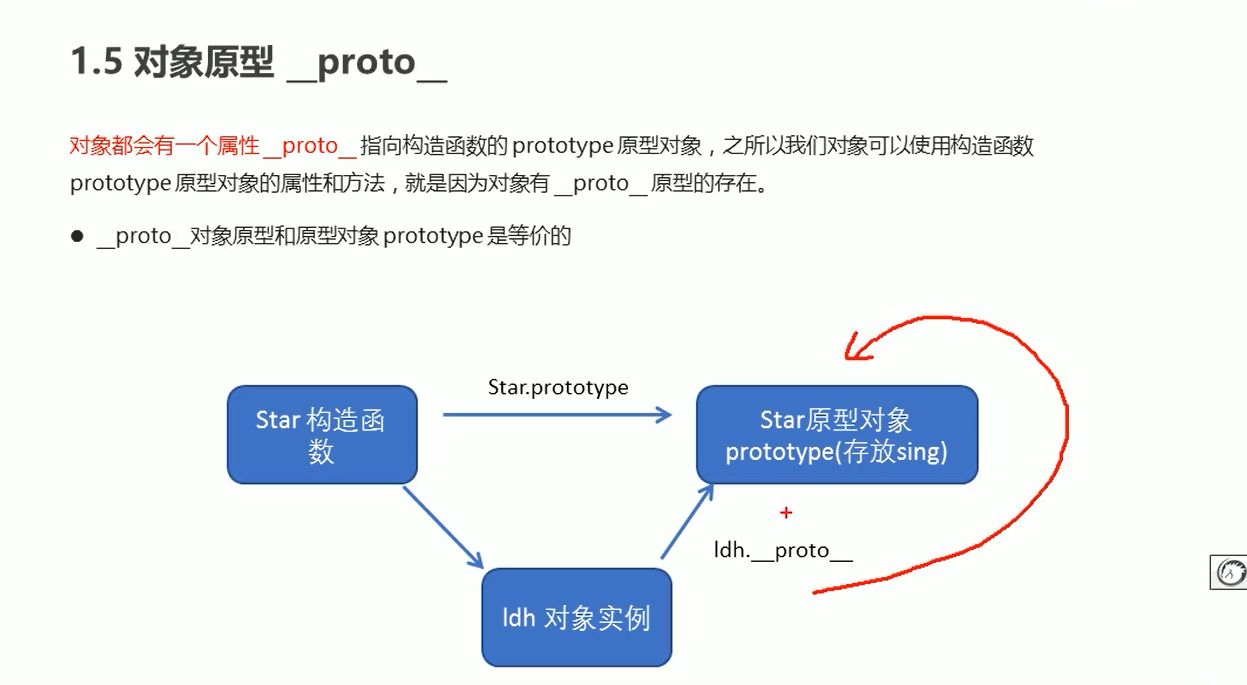 1.5 对象原型 __proto__
对象都会有一个属性 __proto__ 指向构造函数的 prototype 原型对象，之所以我们对象可以使用构造函数
prototype 原型对象的属性和方法，就是因为对象有 __proto__ 原型的存在。
● __proto__对象原型和原型对象 prototype 是等价的
Star.prototype
Star 构造函
数
Star原型对象
prototype(存放sing)
+
ldh.__proto__
ldh 对象实例